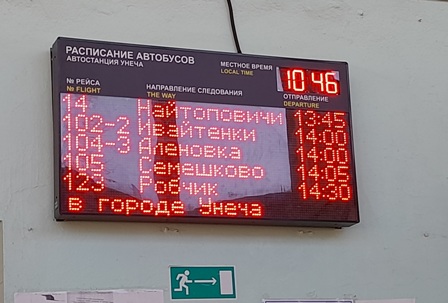 РАСПИСАНИЕ АВТОБУСОВ
АВТОСТАНЦИЯ УНЕЧА
МЕСТНОЕ ВРЕМЯ
LOCAL TIME
10 46
№ РЕЙСА НАПРАВЛЕНИЕ СЛЕДОВАНИЯ ОТПРАВЛЕНИЕ
№ FLIGHT THE WAY DEPARTURE
14 Найтоповичи 13:45
102-2 Ивайтенки 14:00
104-3 Аленовка 14:00
105 Семешково 14:05
123 Робчик 14:30
в городе Унеча